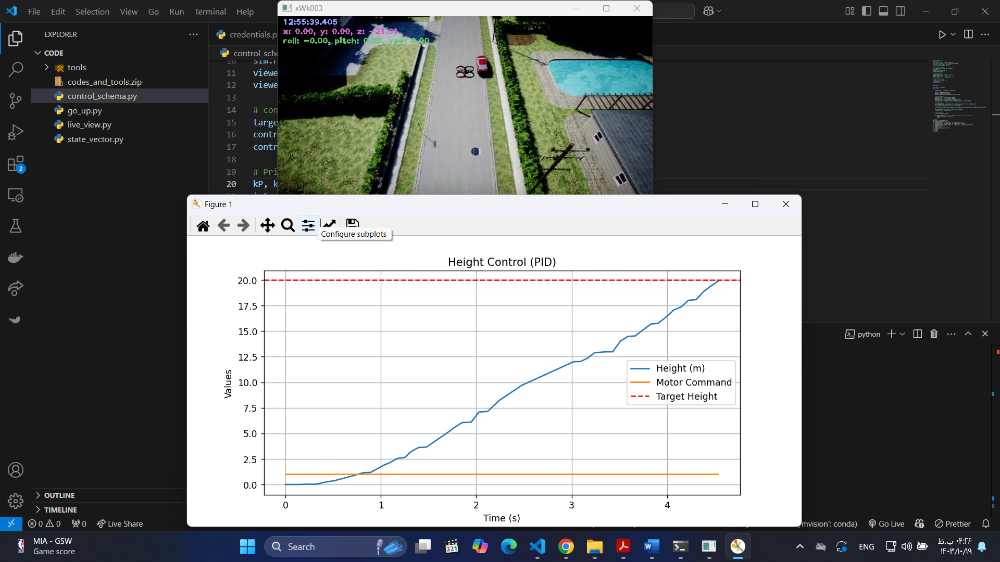 File Edit Selection View Go Run Terminal Help
xWk003
EXPLORER
CODE
tools
codes_and_tools.zip
control_schema.py
go_up.py
live_view.py
state_vector.py
OUTLINE
TIMELINE
2
credentials.p
control_sche
10 sim.r
11 viewe
12 viewe
13
14 # con
15 targe
16 contr
17 contr
18
19 # Pri
20 kP, k
12:55:39.405
x: 0.00, y: 0.00, z: -21.01
roll: -0.00, pitch: 0.00, yaw: 0.00
Figure 1
Configure subplots
Height Control (PID)
20.0
17.5
15.0
12.5
10.0
7.5
5.0
2.5
0.0
Values
Height (m)
Motor Command
Target Height
0 1 2 3 4
Time (s)
python
0 0 0 Live Share
mvision': conda) Go Live Prettier
MIA - GSW
Game score
Search
321
ENG
۰۴:۲۶ ب.ظ
۱۴۰۳/۱۰/۱۹